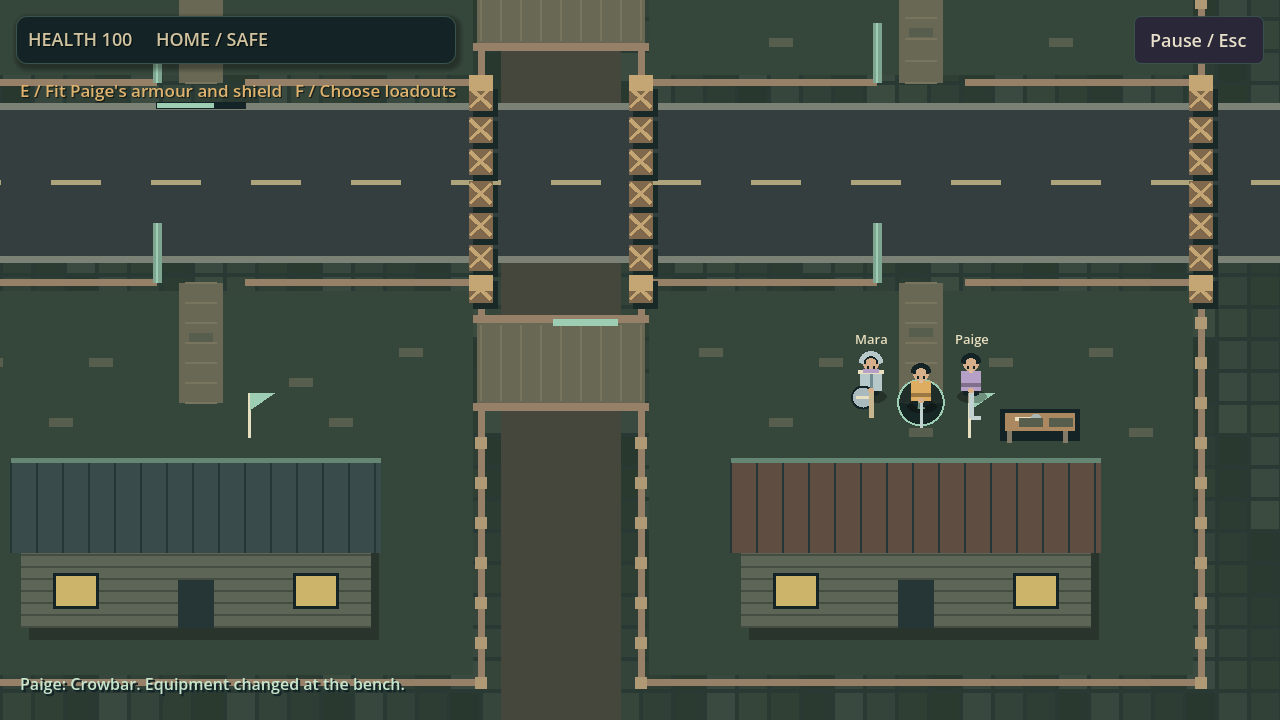 HEALTH 100 HOME / SAFE
Pause / Esc
E / Fit Paige's armour and shield F / Choose loadouts
Mara
Paige
Paige: Crowbar. Equipment changed at the bench.